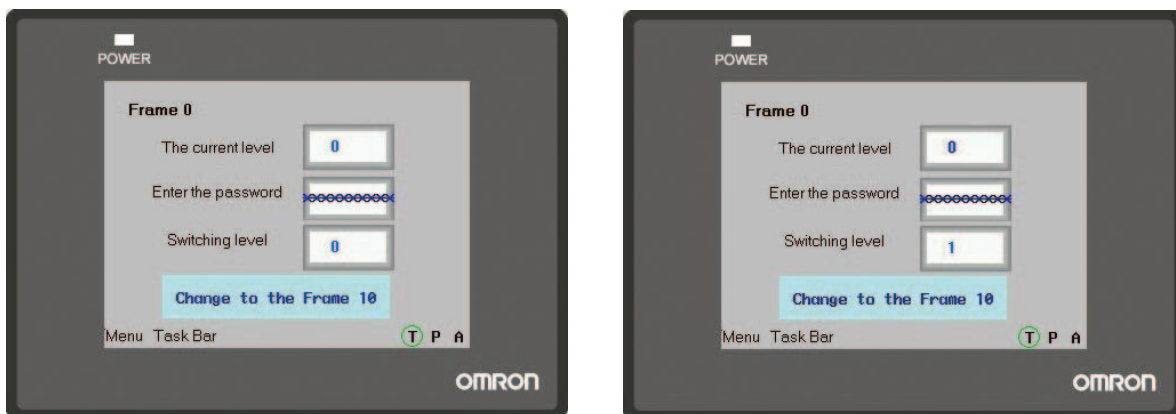 POWER
Frame 0
The current level 0
Enter the password
Switching level 0
Change to the Frame 10
Menu Task Bar T P A
OMRON
POWER
Frame 0
The current level 0
Enter the password
Switching level 1
Change to the Frame 10
Menu Task Bar T P A
OMRON